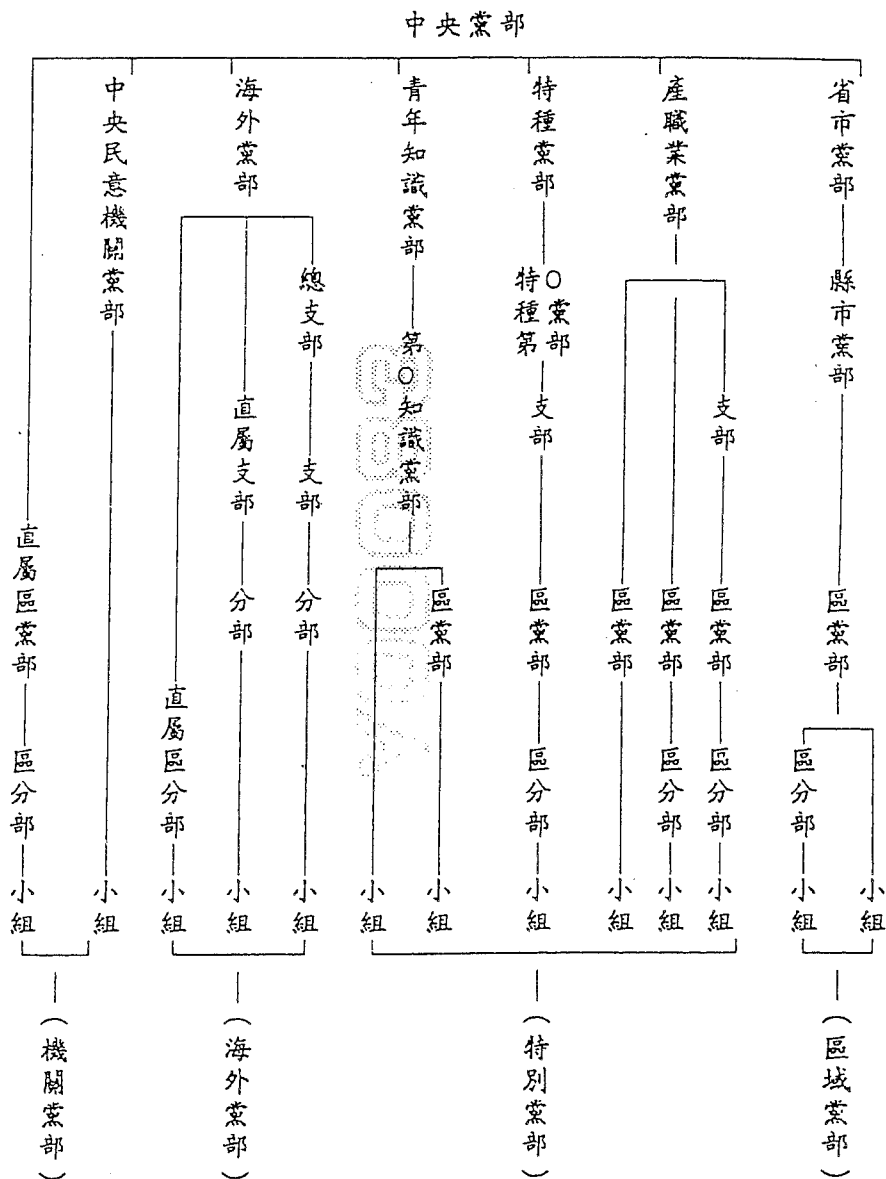 中央黨部
省市黨部
縣市黨部
區黨部
區分部
小組
小組
(區域黨部)
產職業黨部
支部
區黨部
區分部
小組
區黨部
區分部
小組
區黨部
小組
特種黨部
特種第○黨部
支部
區黨部
區分部
小組
青年知識黨部
第○知識黨部
區黨部
小組
小組
(特別黨部)
海外黨部
總支部
支部
分部
小組
直屬支部
分部
小組
直屬區分部
小組
(海外黨部)
中央民意機關黨部
小組
直屬區黨部
區分部
小組
(機關黨部)